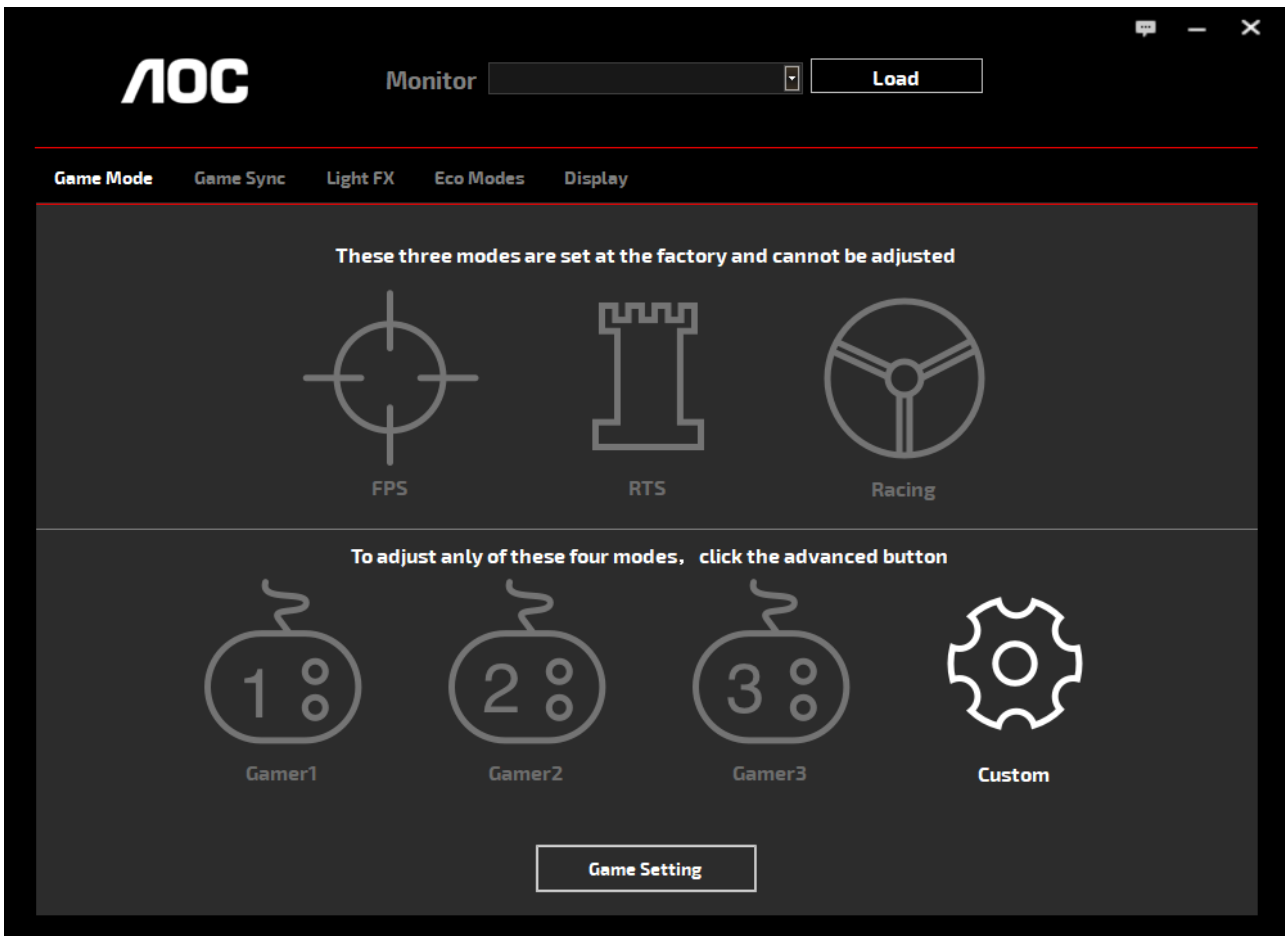 AOC
Monitor
Load
Game Mode Game Sync Light FX Eco Modes Display
These three modes are set at the factory and cannot be adjusted
FPS RTS Racing
To adjust anly of these four modes，click the advanced button
1 2 3
Gamer1 Gamer2 Gamer3 Custom
Game Setting